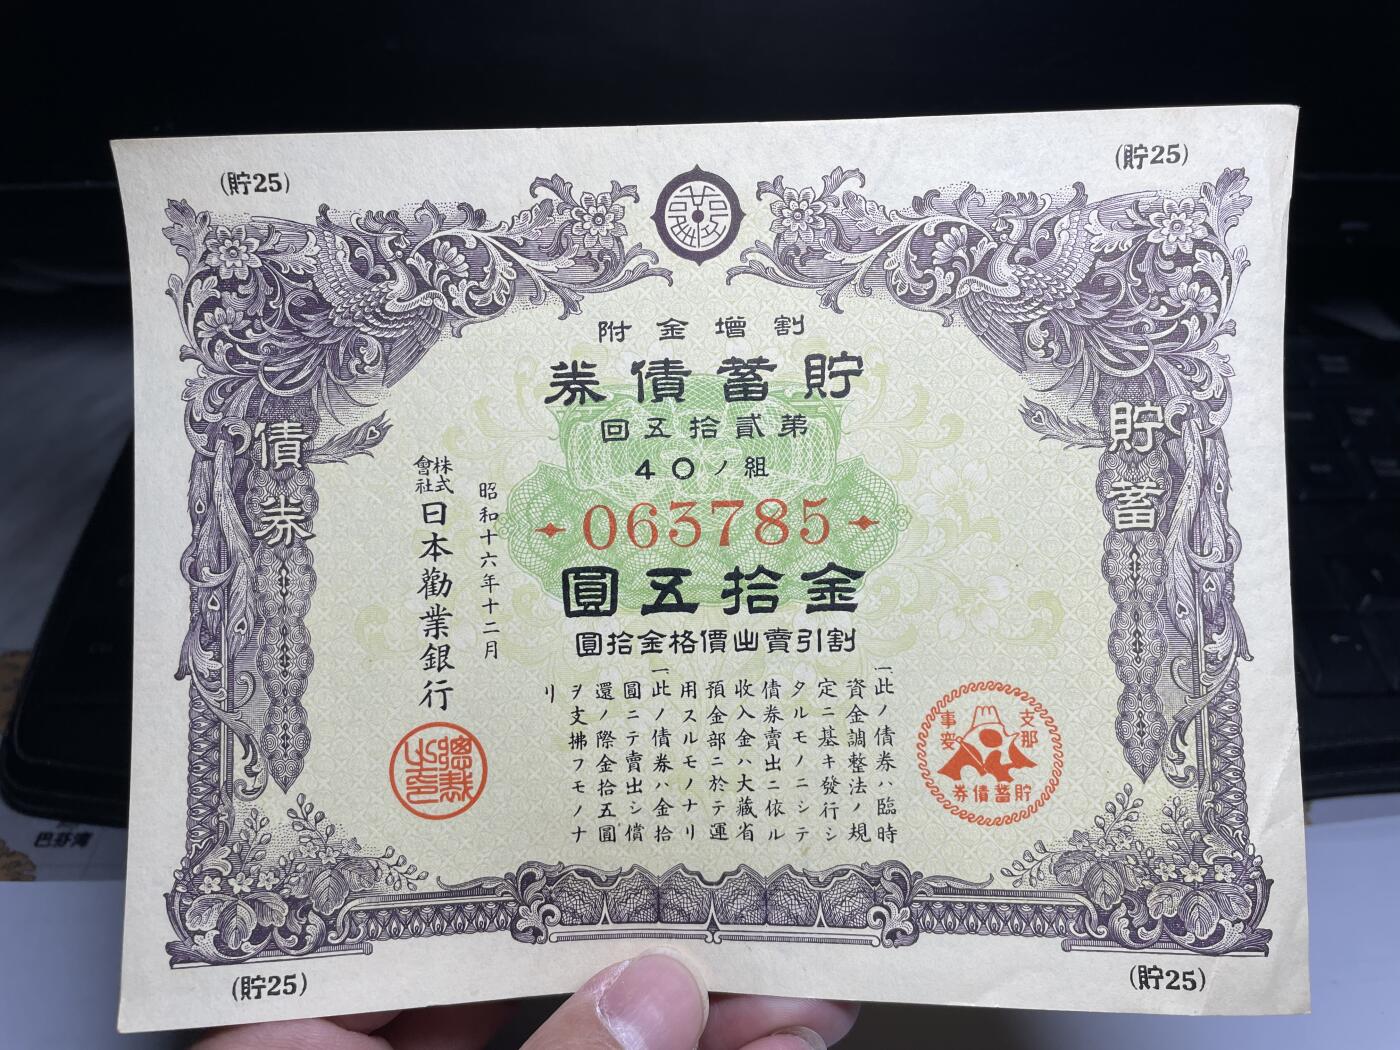 (貯25)
(貯25)
割增金附
貯蓄債券
第貳拾五回
組ノ40
063785
金拾五圓
割引賣出價格金拾圓
貯蓄
債券
一此ノ債券ハ臨時
資金調整法ノ規
定ニ基キ發行シ
タルモノニシテ
債券賣出ニ依ル
收入金ハ大藏省
預金部ニ於テ運
用スルモノナリ
一此ノ債券ハ金拾
圓ニテ賣出シ償
還ノ際金拾五圓
ヲ支拂フモノナ
リ
昭和十六年十二月
株式會社日本勸業銀行
總裁之印
支那
事變
貯蓄債券
(貯25)
(貯25)
巴芬湾